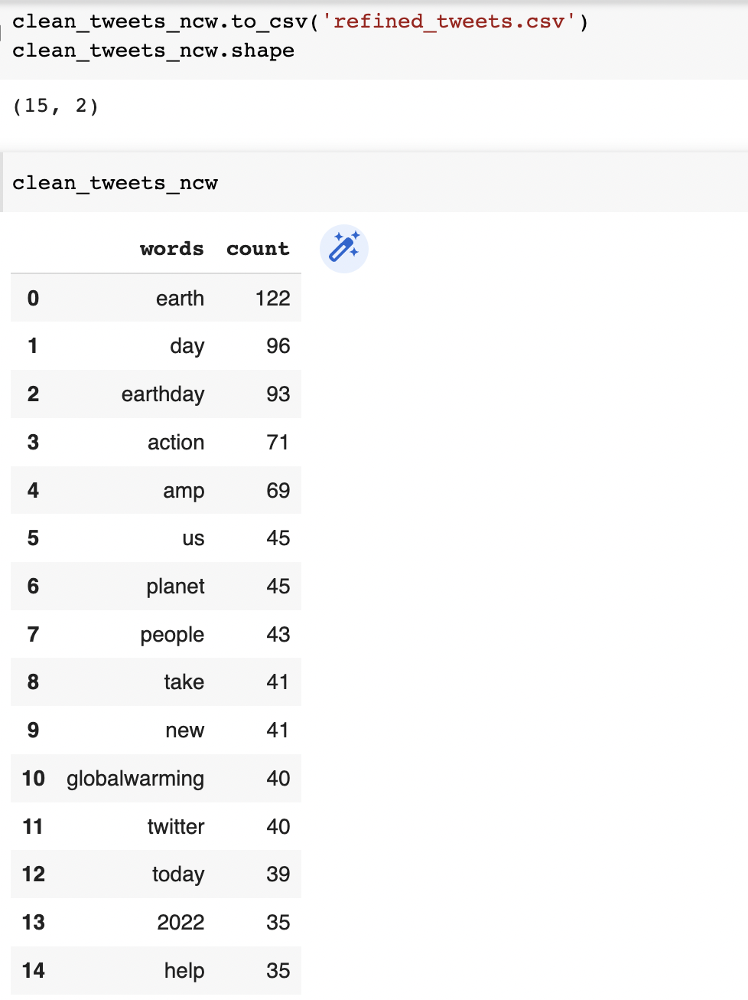 clean_tweets_ncw.to_csv('refined_tweets.csv')
clean_tweets_ncw.shape
(15, 2)
clean_tweets_ncw
words count
0 earth 122
1 day 96
2 earthday 93
3 action 71
4 amp 69
5 us 45
6 planet 45
7 people 43
8 take 41
9 new 41
10 globalwarming 40
11 twitter 40
12 today 39
13 2022 35
14 help 35